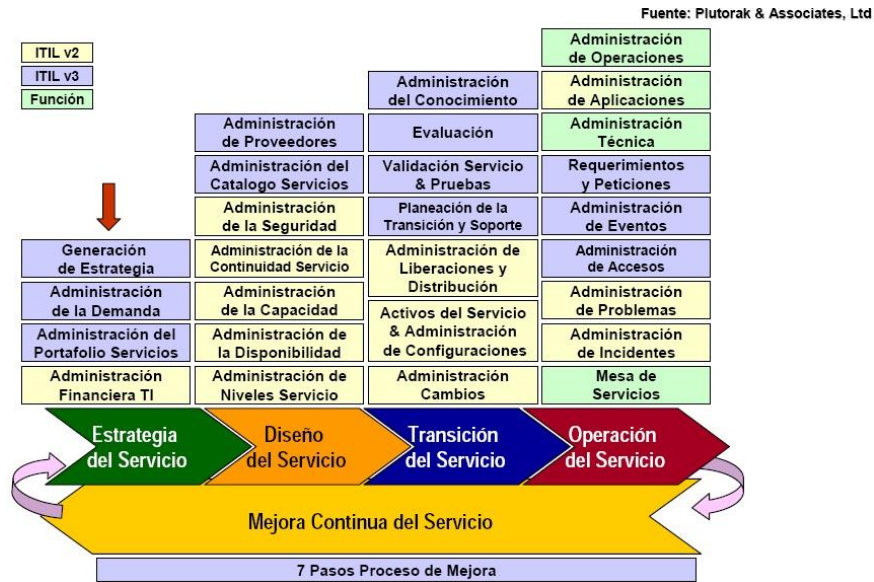 Fuente: Plutorak & Associates, Ltd
ITIL v2
ITIL v3
Función
Generación
de Estrategia
Administración
de la Demanda
Administración del
Portafolio Servicios
Administración
Financiera TI
Administración
de Proveedores
Administración del
Catalogo Servicios
Administración
de la Seguridad
Administración de la
Continuidad Servicio
Administración
de la Capacidad
Administración de
la Disponibilidad
Administración de
Niveles Servicio
Administración
del Conocimiento
Evaluación
Validación Servicio
& Pruebas
Planeación de la
Transición y Soporte
Administración de
Liberaciones y
Distribución
Activos del Servicio
& Administración
de Configuraciones
Administración
Cambios
Administración
de Operaciones
Administración
de Aplicaciones
Administración
Técnica
Requerimientos
y Peticiones
Administración
de Eventos
Administración
de Accesos
Administración
de Problemas
Administración
de Incidentes
Mesa de
Servicios
Estrategia
del Servicio
Diseño
del Servicio
Transición
del Servicio
Operación
del Servicio
Mejora Continua del Servicio
7 Pasos Proceso de Mejora